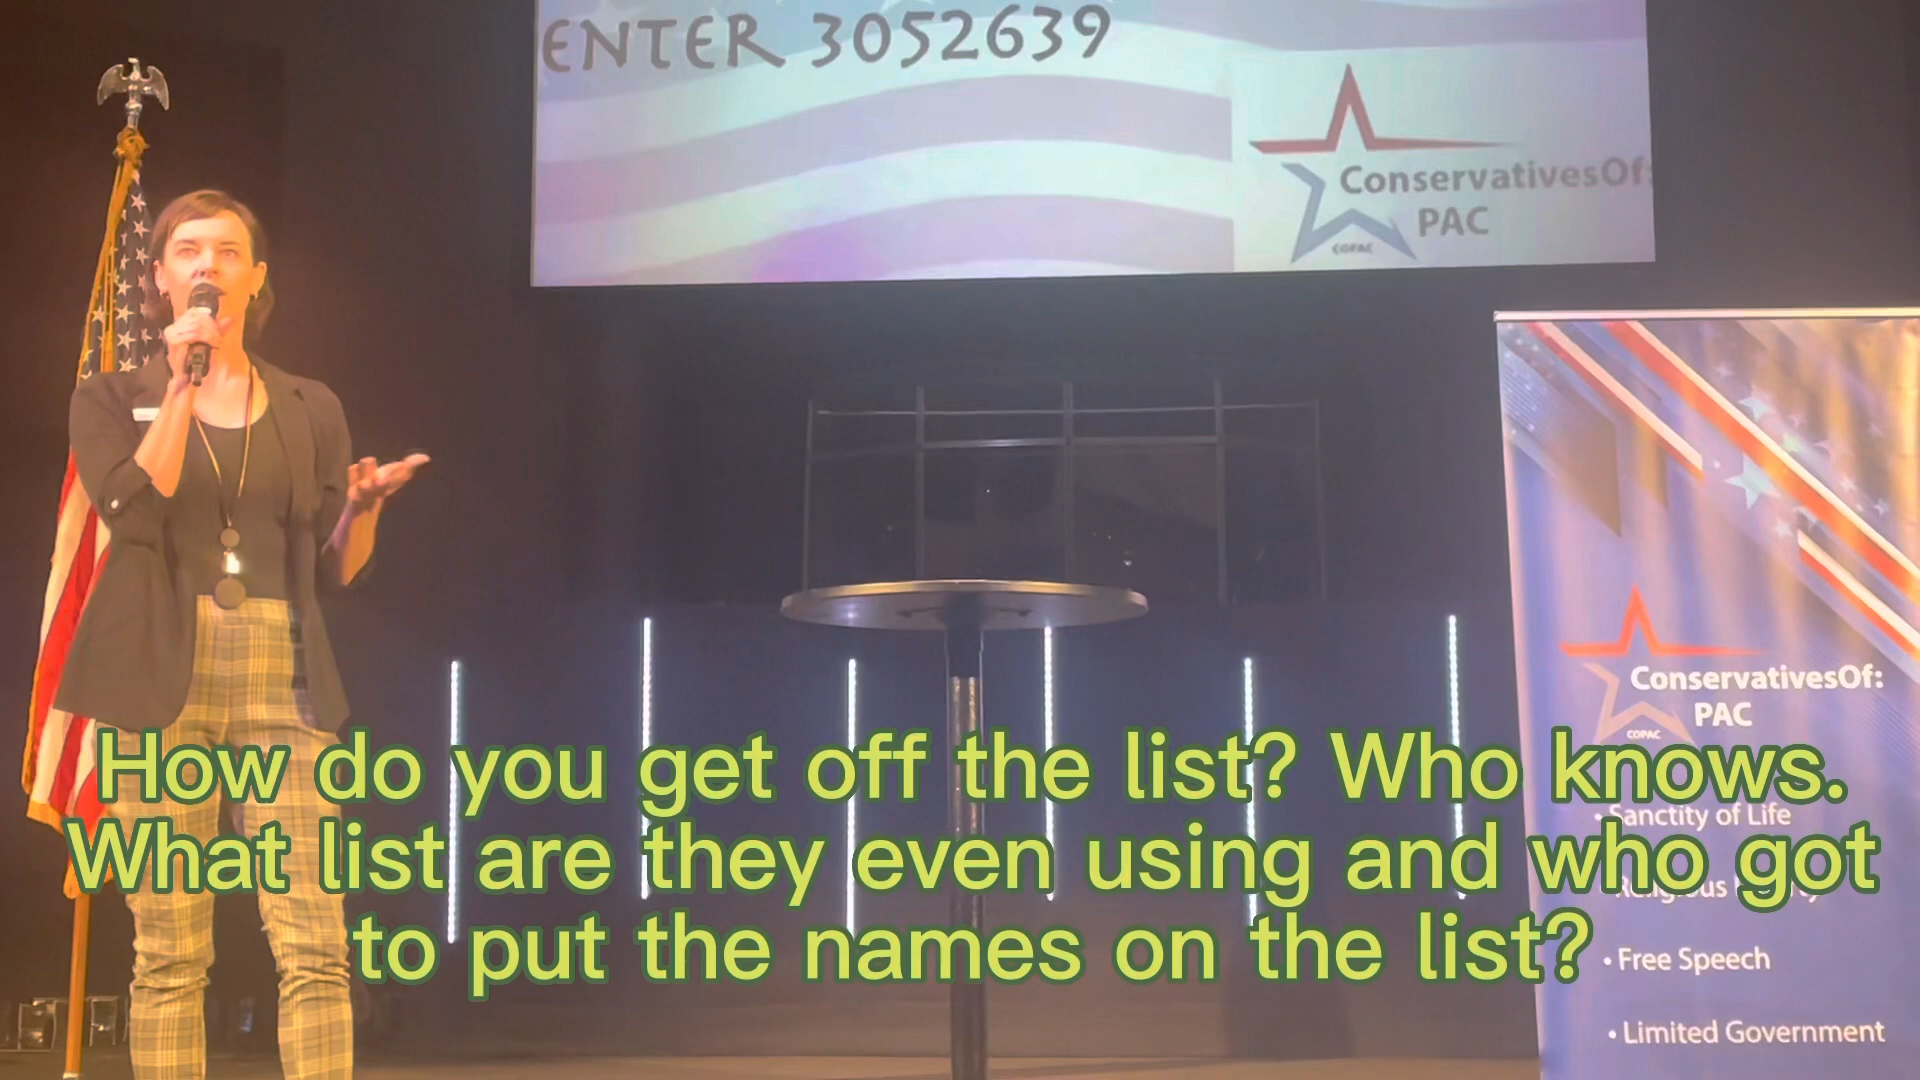 ENTER 3052639
ConservativesOf:
PAC
COPAC
ConservativesOf:
PAC
COPAC
How do you get off the list? Who knows.
• Sanctity of Life
What list are they even using and who got
to put the names on the list?
• Free Speech
• Limited Government